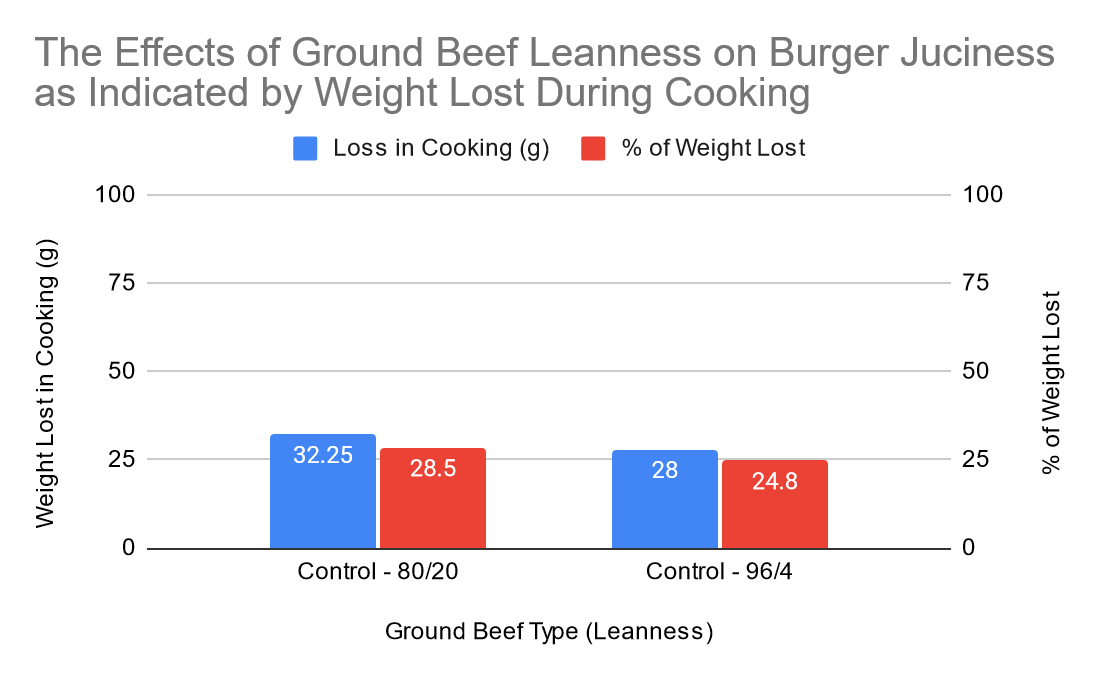 The Effects of Ground Beef Leanness on Burger Juciness
as Indicated by Weight Lost During Cooking
Loss in Cooking (g)
% of Weight Lost
Weight Lost in Cooking (g)
100
75
50
25
0
32.25
28.5
28
24.8
100
75
50
25
0
% of Weight Lost
Control - 80/20
Control - 96/4
Ground Beef Type (Leanness)